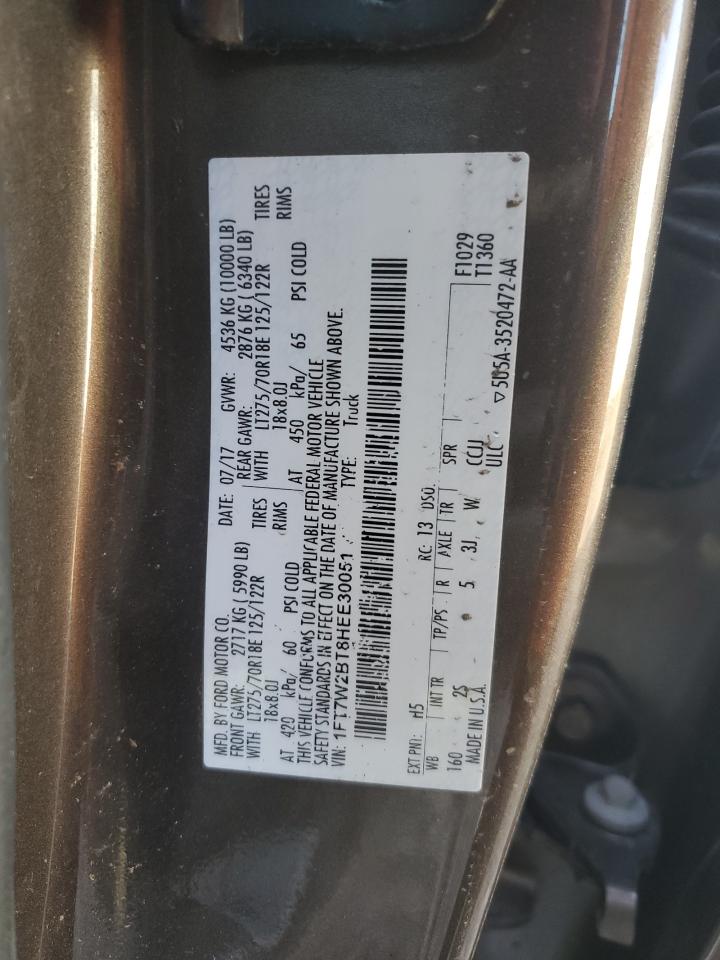 MFD. BY FORD MOTOR CO.
DATE: 07/17 GVWR: 4536 KG (10000 LB)
FRONT GAWR: 2717 KG ( 5990 LB)
REAR GAWR: 2876 KG ( 6340 LB)
WITH LT275/70R18E 125/122R TIRES
WITH LT275/70R18E 125/122R TIRES
18x8.0J RIMS
18x8.0J RIMS
AT 420 kPa/ 60 PSI COLD
AT 450 kPa/ 65 PSI COLD
THIS VEHICLE CONFORMS TO ALL APPLICABLE FEDERAL MOTOR VEHICLE
SAFETY STANDARDS IN EFFECT ON THE DATE OF MANUFACTURE SHOWN ABOVE.
VIN: 1FT7W2BT8HEE30051
TYPE: Truck
EXT PNT: H5 RC: 13 DSO:
F1029
WB INT TR TP/PS R AXLE TR SPR
T1360
160 2S 5 3J W CCJJ
MADE IN U.S.A. ULC
▽5U5A-3520472-AA